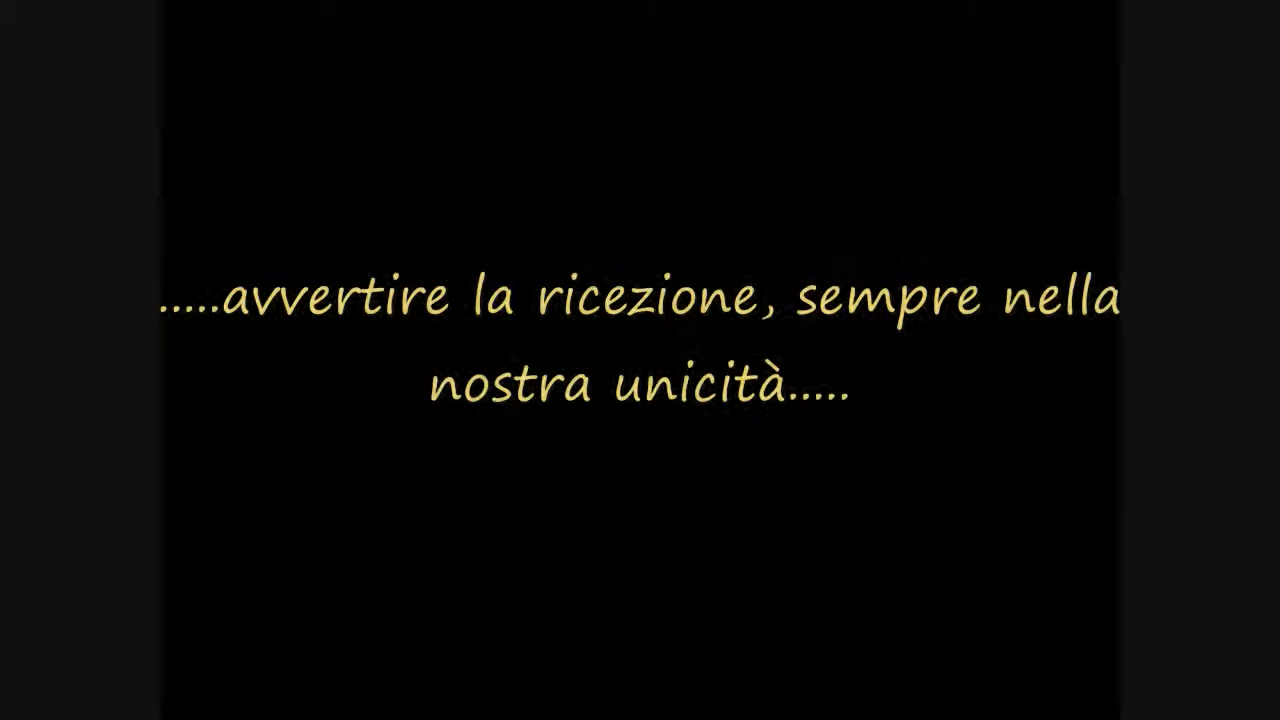 .....avvertire la ricezione, sempre nella
nostra unicità.....